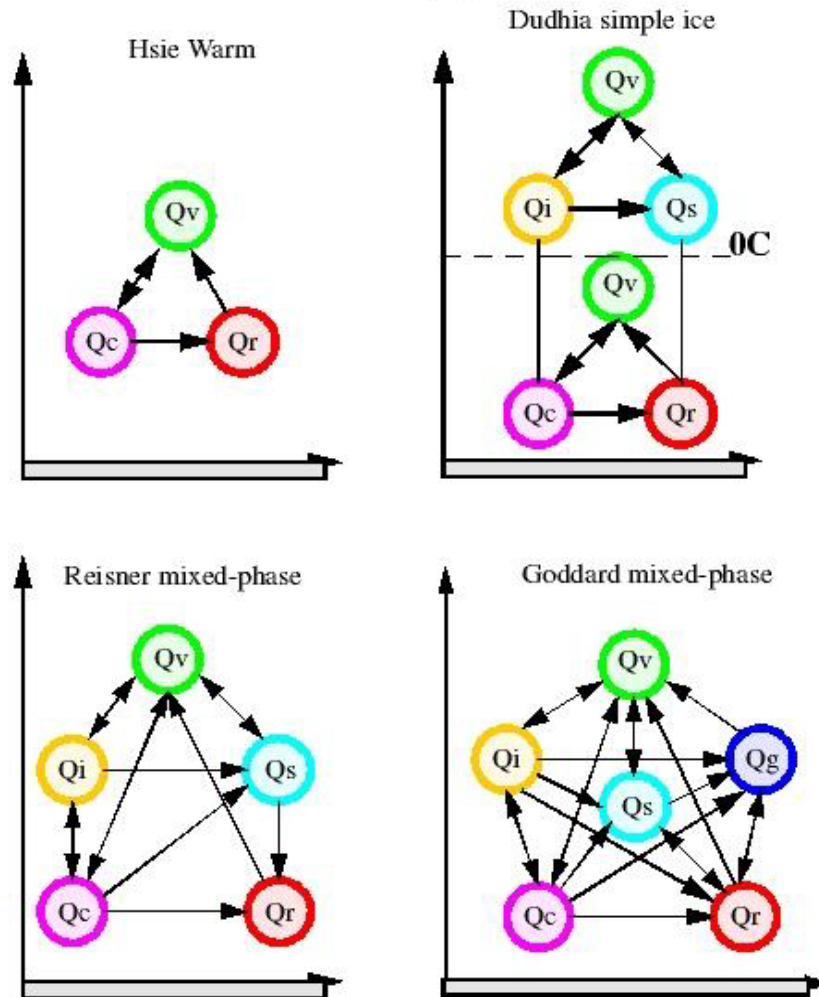 Hsie Warm
Qv
Qc
Qr
Dudhia simple ice
Qv
Qi
Qs
0C
Qv
Qc
Qr
Reisner mixed-phase
Qv
Qi
Qs
Qc
Qr
Goddard mixed-phase
Qv
Qi
Qg
Qs
Qc
Qr